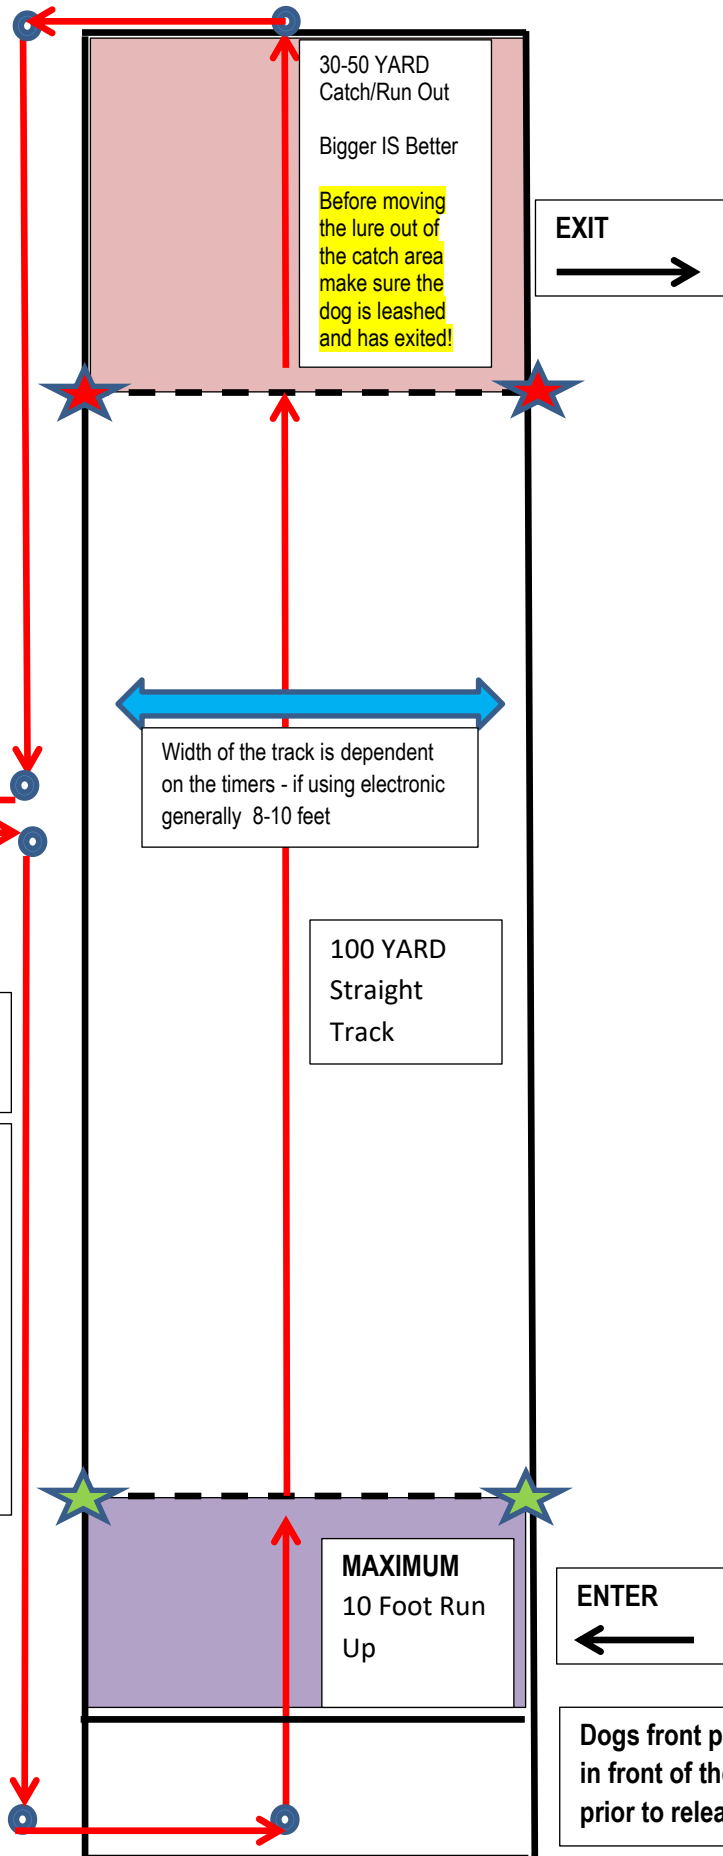 30-50 YARD
Catch/Run Out
Bigger IS Better
Before moving
the lure out of
the catch area
make sure the
dog is leashed
and has exited!
EXIT
Width of the track is dependent
on the timers - if using electronic
generally 8-10 feet
100 YARD
Straight
Track
MAXIMUM
10 Foot Run
Up
ENTER
Dogs front
in front of
prior to